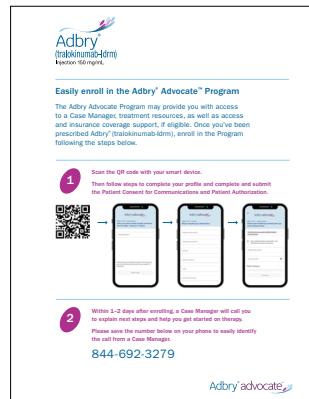 Adbry®
(tralokinumab-ldrm)
Injection 150 mg/mL
Easily enroll in the Adbry® Advocate™ Program
The Adbry Advocate Program may provide you with access
to a Case Manager, treatment resources, as well as access
and insurance coverage support, if eligible. Once you've been
prescribed Adbry® (tralokinumab-ldrm), enroll in the Program
following the steps below.
1
Scan the QR code with your smart device.
Then follow steps to complete your profile and complete and submit
the Patient Consent for Communications and Patient Authorization.
2
Within 1–2 days after enrolling, a Case Manager will call you
to explain next steps and help you get started on therapy.
Please save the number below on your phone to easily identify
the call from a Case Manager.
844-692-3279
Adbry® advocate™